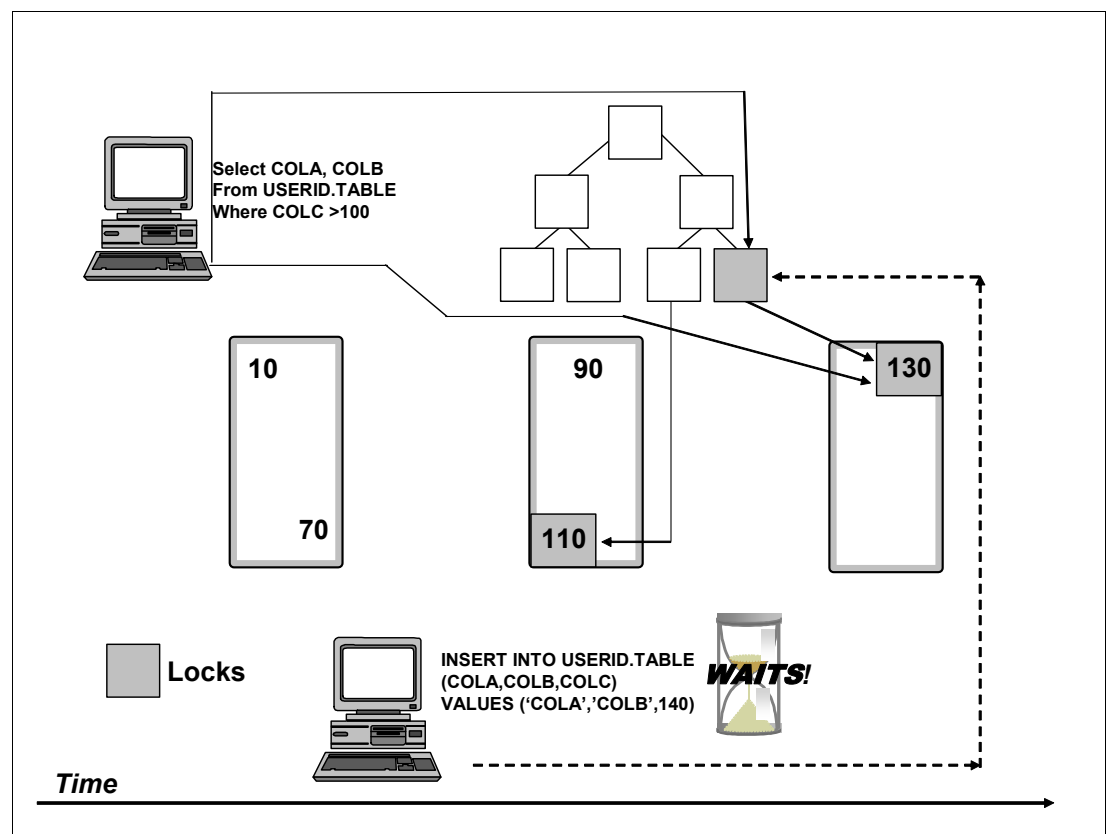 Select COLA, COLB
From USERID.TABLE
Where COLC >100
10
90
130
70
110
Locks
INSERT INTO USERID.TABLE
(COLA,COLB,COLC)
VALUES (‘COLA’,’COLB’,140)
WAITS!
Time